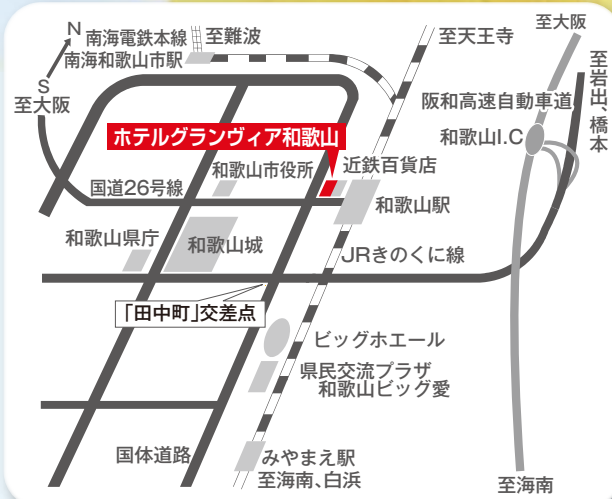 至大阪
N
南海電鉄本線
至難波
至天王寺
南海和歌山市駅
S
至大阪
至岩出、橋本
阪和高速自動車道
和歌山I.C
ホテルグランヴィア和歌山
和歌山市役所
近鉄百貨店
国道26号線
和歌山駅
和歌山県庁
和歌山城
JRきのくに線
「田中町」交差点
ビッグホエール
県民交流プラザ
和歌山ビッグ愛
国体道路
みやまえ駅
至海南、白浜
至海南